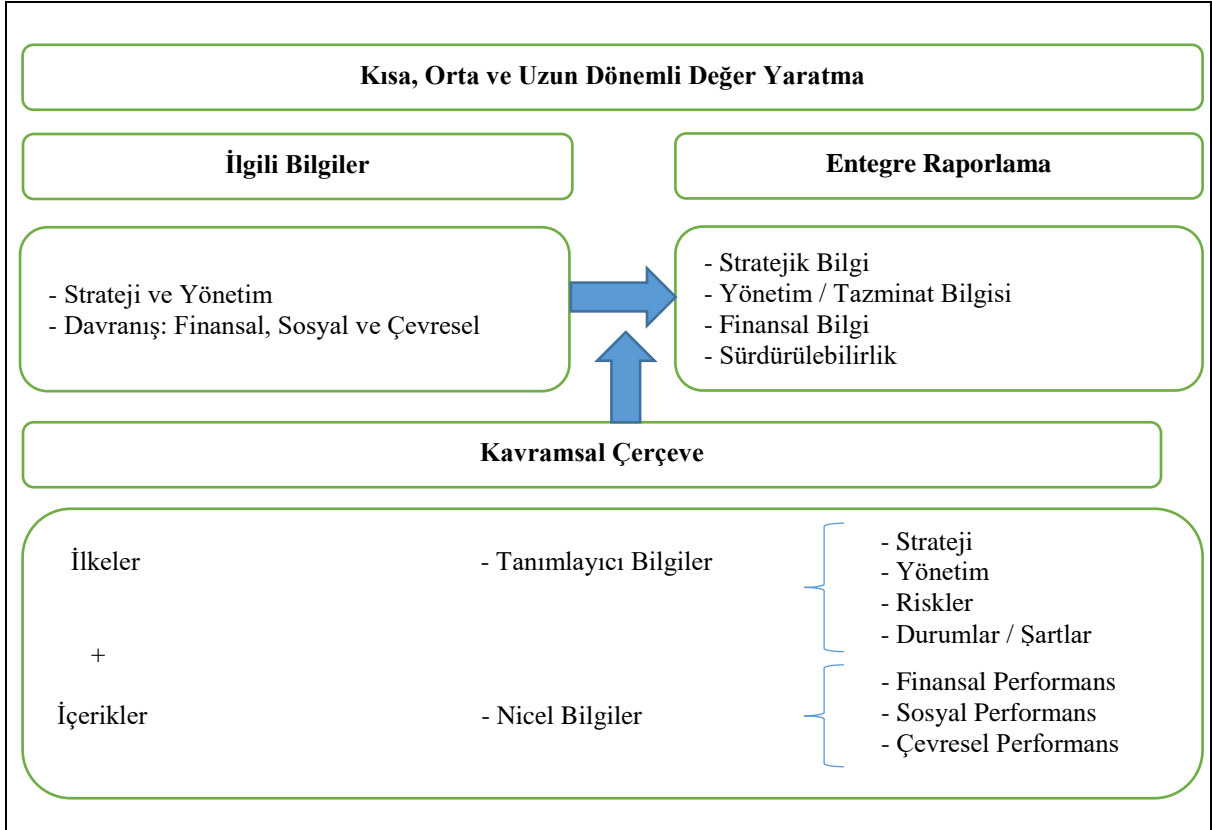 Kısa, Orta ve Uzun Dönemli Değer Yaratma
İlgili Bilgiler
Entegre Raporlama
- Strateji ve Yönetim
- Davranış: Finansal, Sosyal ve Çevresel
- Stratejik Bilgi
- Yönetim / Tazminat Bilgisi
- Finansal Bilgi
- Sürdürülebilirlik
Kavramsal Çerçeve
İlkeler
+
İçerikler
- Tanımlayıcı Bilgiler
- Nicel Bilgiler
- Strateji
- Yönetim
- Riskler
- Durumlar / Şartlar
- Finansal Performans
- Sosyal Performans
- Çevresel Performans